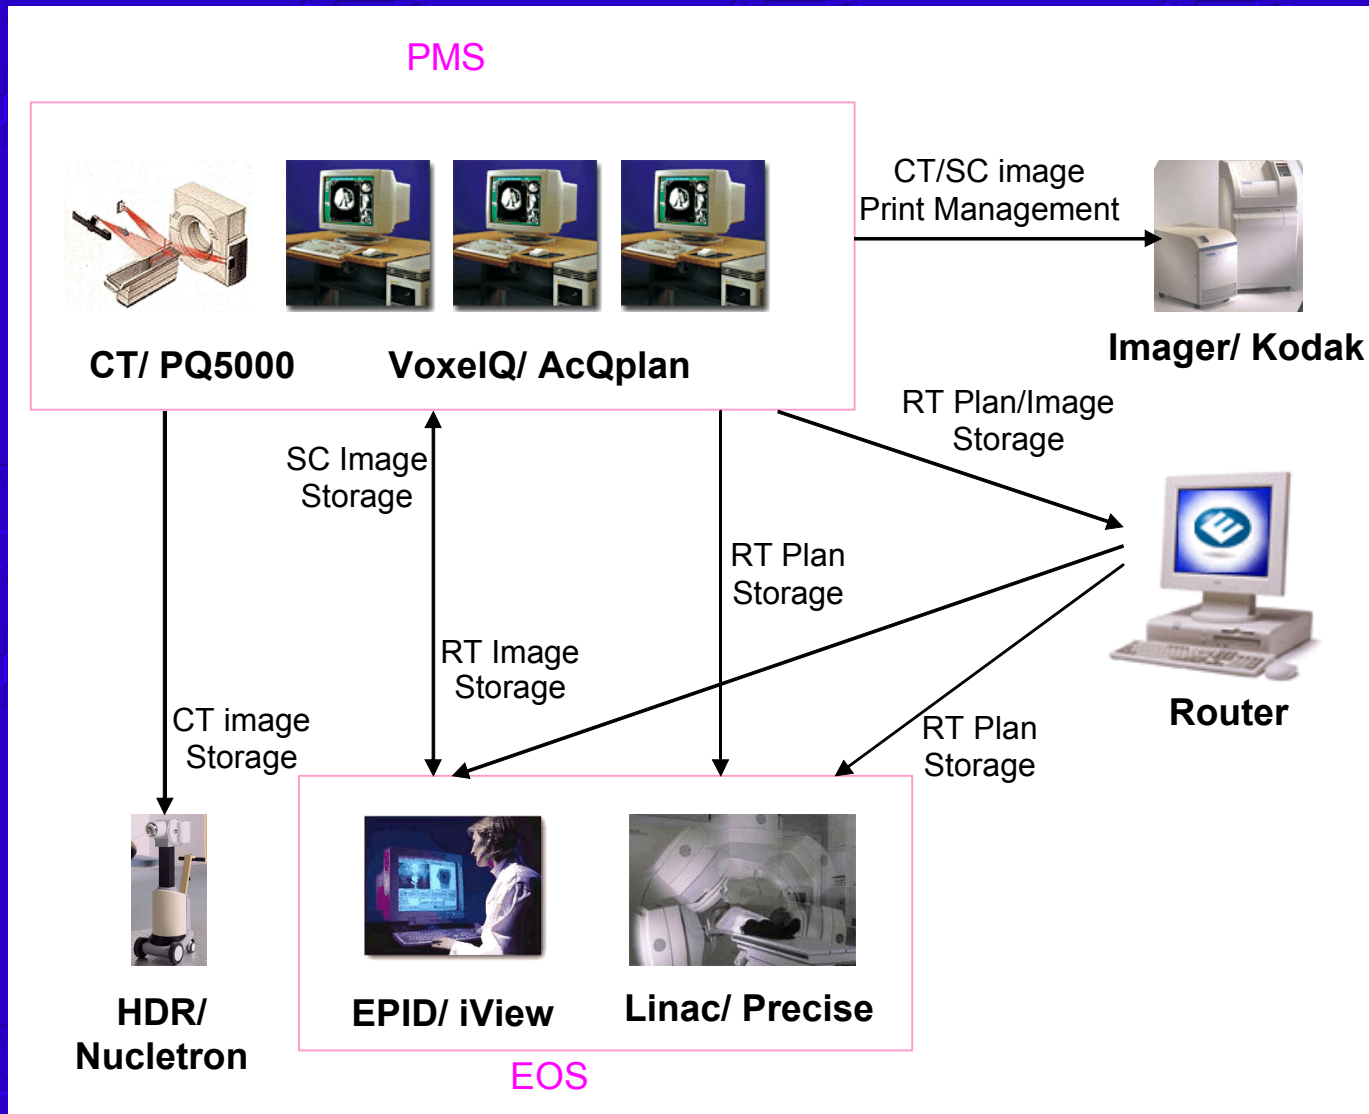 PMS
CT/ PQ5000
VoxelQ/ AcQplan
CT/SC image
Print Management
Imager/ Kodak
RT Plan/Image
Storage
SC Image
Storage
RT Plan
Storage
RT Image
Storage
CT image
Storage
RT Plan
Storage
Router
HDR/
Nucletron
EPID/ iView
Linac/ Precise
EOS